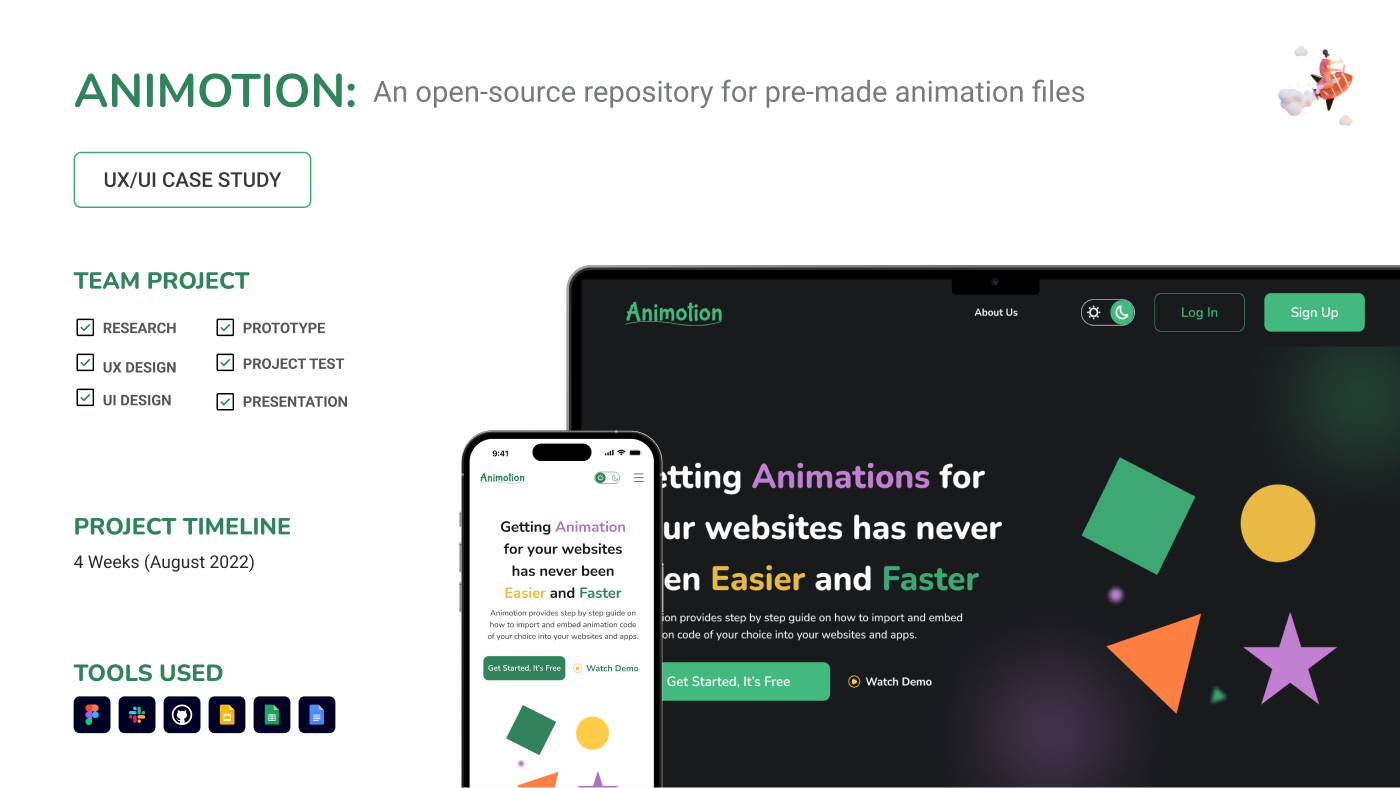 ANIMOTION: An open-source repository for pre-made animation files
UX/UI CASE STUDY
TEAM PROJECT
RESEARCH
PROTOTYPE
UX DESIGN
PROJECT TEST
UI DESIGN
PRESENTATION
PROJECT TIMELINE
4 Weeks (August 2022)
TOOLS USED
9:41
Animotion
Getting Animation
for your websites
has never been
Easier and Faster
Animotion provides step by step guide on
how to import and embed animation code
of your choice into your websites and apps.
Get Started, It's Free
Watch Demo
Animotion
About Us
Log In
Sign Up
etting Animations for
ur websites has never
en Easier and Faster
ion provides step by step guide on how to import and embed
on code of your choice into your websites and apps.
Get Started, It's Free
Watch Demo